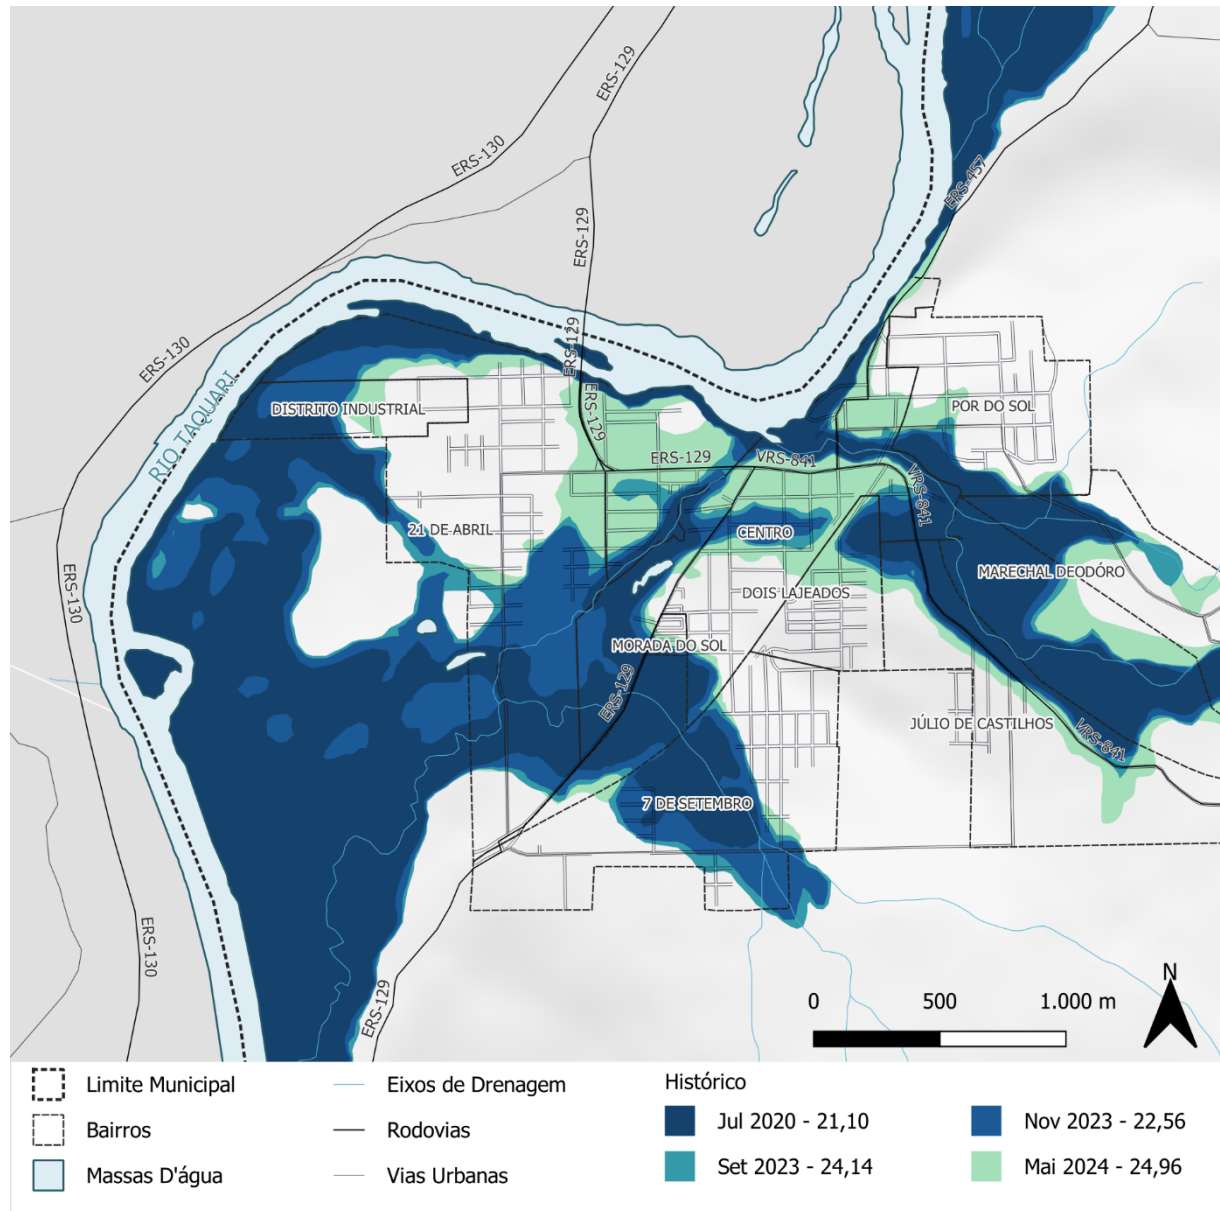 ERS-129
ERS-130
ERS-457
ERS-129
ERS-129
ERS-130
RIO TAQUARI
DISTRITO INDUSTRIAL
ERS-129
POR DO SOL
ERS-129
VRS-841
VRS-841
21 DE ABRIL
CENTRO
MARECHAL DEODÓRO
ERS-130
DOIS LAJEADOS
MORADA DO SOL
ERS-129
JÚLIO DE CASTILHOS
VRS-841
7 DE SETEMBRO
ERS-130
ERS-129
N
0 500 1.000 m
Limite Municipal
Eixos de Drenagem
Histórico
Bairros
Rodovias
Jul 2020 - 21,10
Nov 2023 - 22,56
Massas D'água
Vias Urbanas
Set 2023 - 24,14
Mai 2024 - 24,96